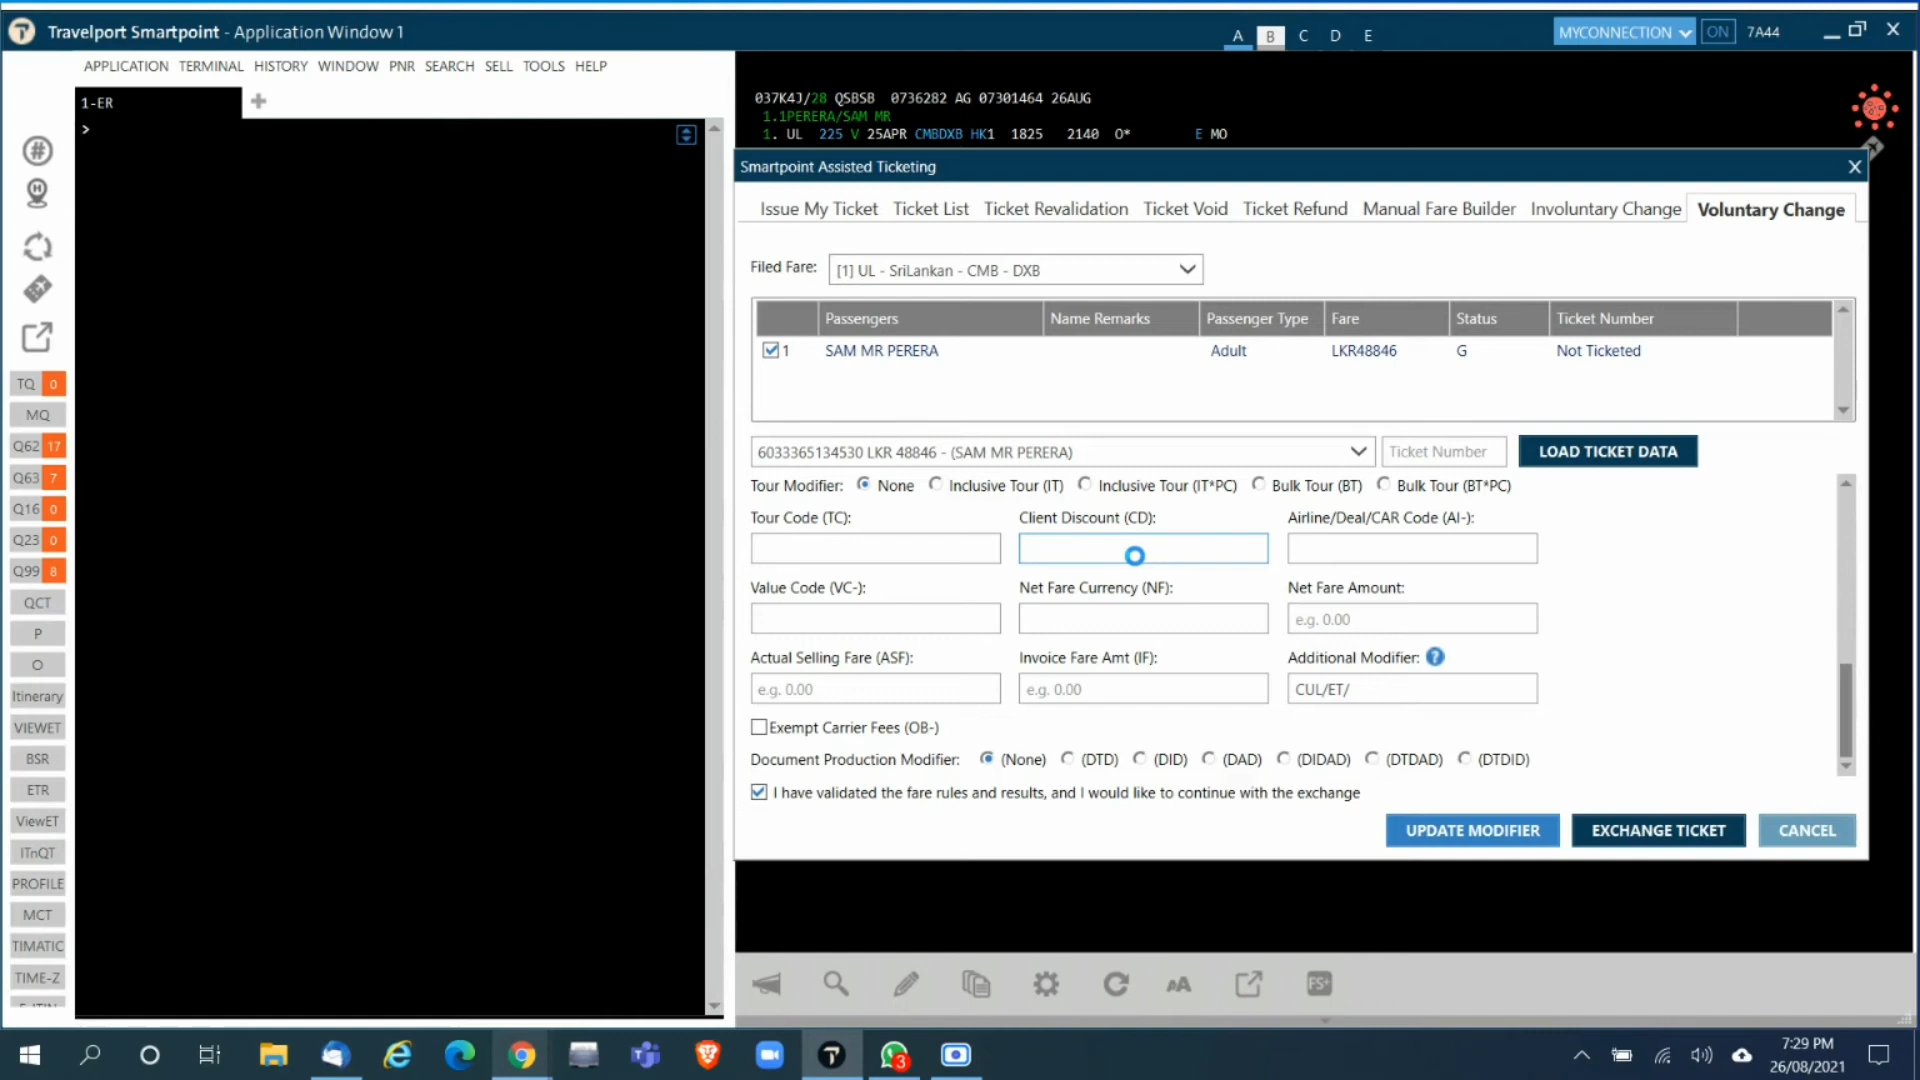 Travelport Smartpoint - Application Window 1
A B C D E
MYCONNECTION ON 7A44
APPLICATION TERMINAL HISTORY WINDOW PNR SEARCH SELL TOOLS HELP
1-ER
>
037K4J/28 QSBSB 0736282 AG 07301464 26AUG
1.1PERERA/SAM MR
1. UL 225 V 25APR CMBDXB HK1 1825 2140 O* E MO
Smartpoint Assisted Ticketing
Issue My Ticket Ticket List Ticket Revalidation Ticket Void Ticket Refund Manual Fare Builder Involuntary Change Voluntary Change
Filed Fare: [1] UL - SriLankan - CMB - DXB
Passengers Name Remarks Passenger Type Fare Status Ticket Number
1 SAM MR PERERA Adult LKR48846 G Not Ticketed
6033365134530 LKR 48846 - (SAM MR PERERA) Ticket Number LOAD TICKET DATA
Tour Modifier: None Inclusive Tour (IT) Inclusive Tour (IT*PC) Bulk Tour (BT) Bulk Tour (BT*PC)
Tour Code (TC): Client Discount (CD): Airline/Deal/CAR Code (AI-):
Value Code (VC-): Net Fare Currency (NF): Net Fare Amount:
e.g. 0.00
Actual Selling Fare (ASF): Invoice Fare Amt (IF): Additional Modifier: ?
e.g. 0.00 e.g. 0.00 CUL/ET/
Exempt Carrier Fees (OB-)
Document Production Modifier: (None) (DTD) (DID) (DAD) (DIDAD) (DTDAD) (DTDID)
I have validated the fare rules and results, and I would like to continue with the exchange
UPDATE MODIFIER EXCHANGE TICKET CANCEL
TQ 0
MQ
Q62 17
Q63 7
Q16 0
Q23 0
Q99 8
QCT
P
O
Itinerary
VIEWET
BSR
ETR
ViewET
ITnQT
PROFILE
MCT
TIMATIC
TIME-Z
AA
FS+
3
7:29 PM
26/08/2021